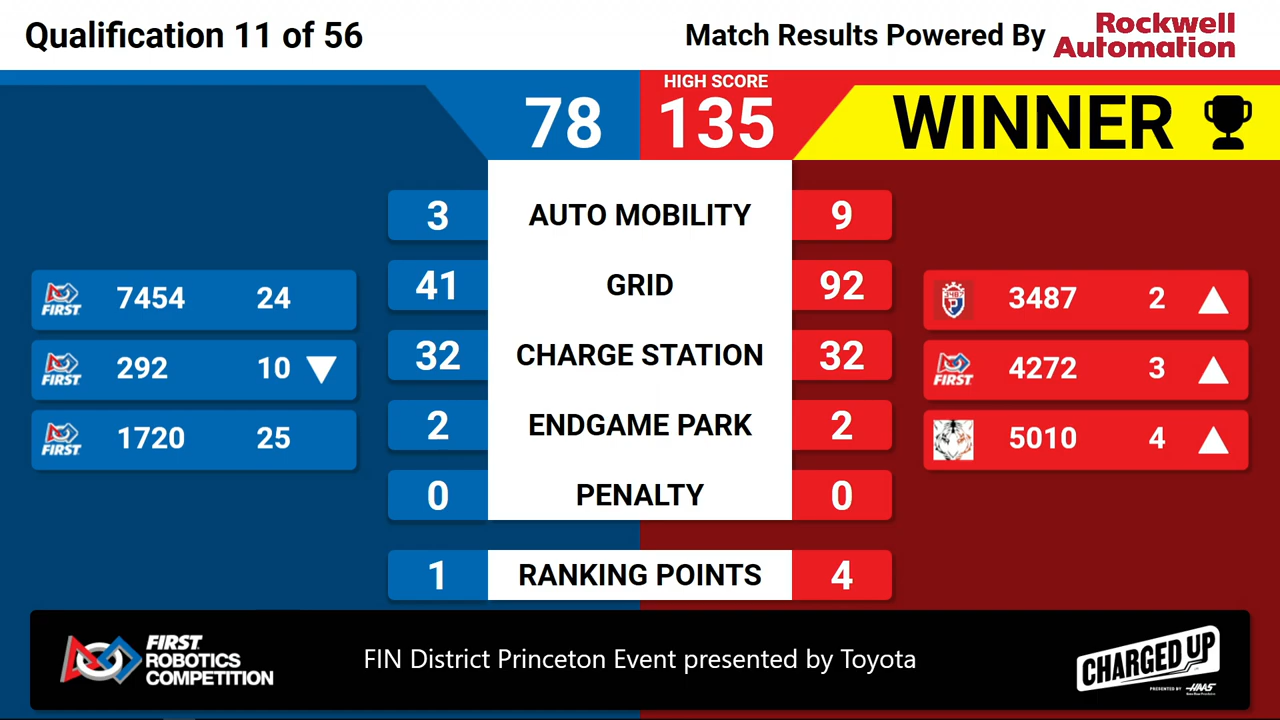 Qualification 11 of 56
Match Results Powered By
Rockwell
Automation
78
HIGH SCORE
135
WINNER
3 AUTO MOBILITY 9
41 GRID 92
32 CHARGE STATION 32
2 ENDGAME PARK 2
0 PENALTY 0
1 RANKING POINTS 4
FIRST 7454 24
FIRST 292 10
FIRST 1720 25
3487 2
FIRST 4272 3
5010 4
FIRST
ROBOTICS
COMPETITION
FIN District Princeton Event presented by Toyota
CHARGED UP
PRESENTED BY HAAS